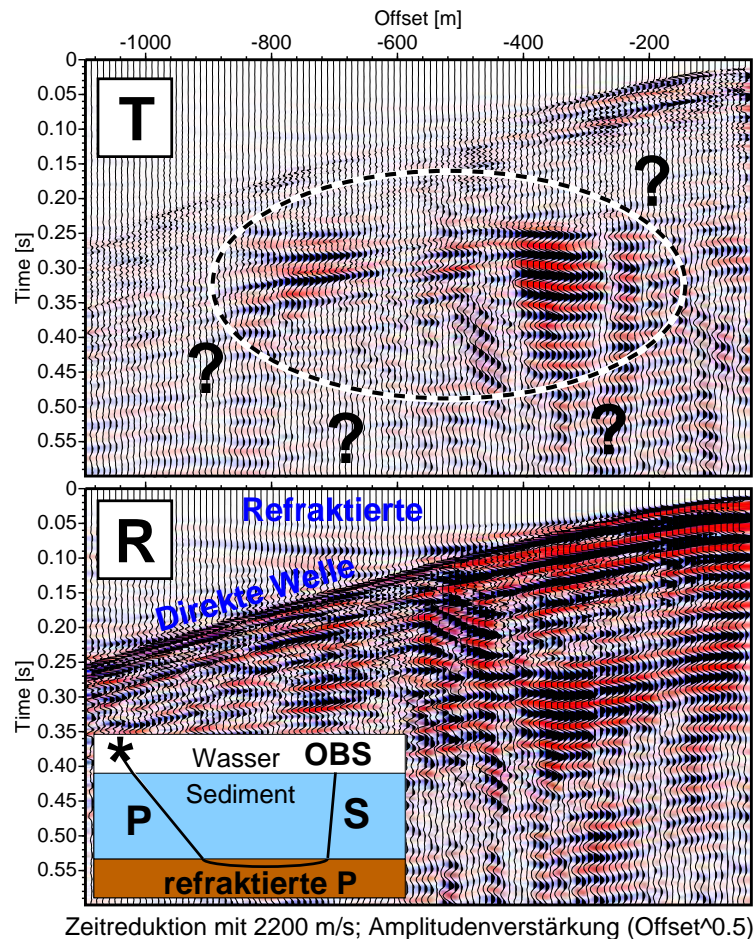 Offset [m]
-1000 -800 -600 -400 -200
0
0.05
0.10
0.15
0.20
0.25
0.30
0.35
0.40
0.45
0.50
0.55
Time [s]
T
?
?
?
?
0
0.05
0.10
0.15
0.20
0.25
0.30
0.35
0.40
0.45
0.50
0.55
Time [s]
R
Refraktierte
Direkte Welle
* Wasser OBS
Sediment
P S
refraktierte P
Zeitreduktion mit 2200 m/s; Amplitudenverstärkung (Offset^0.5)